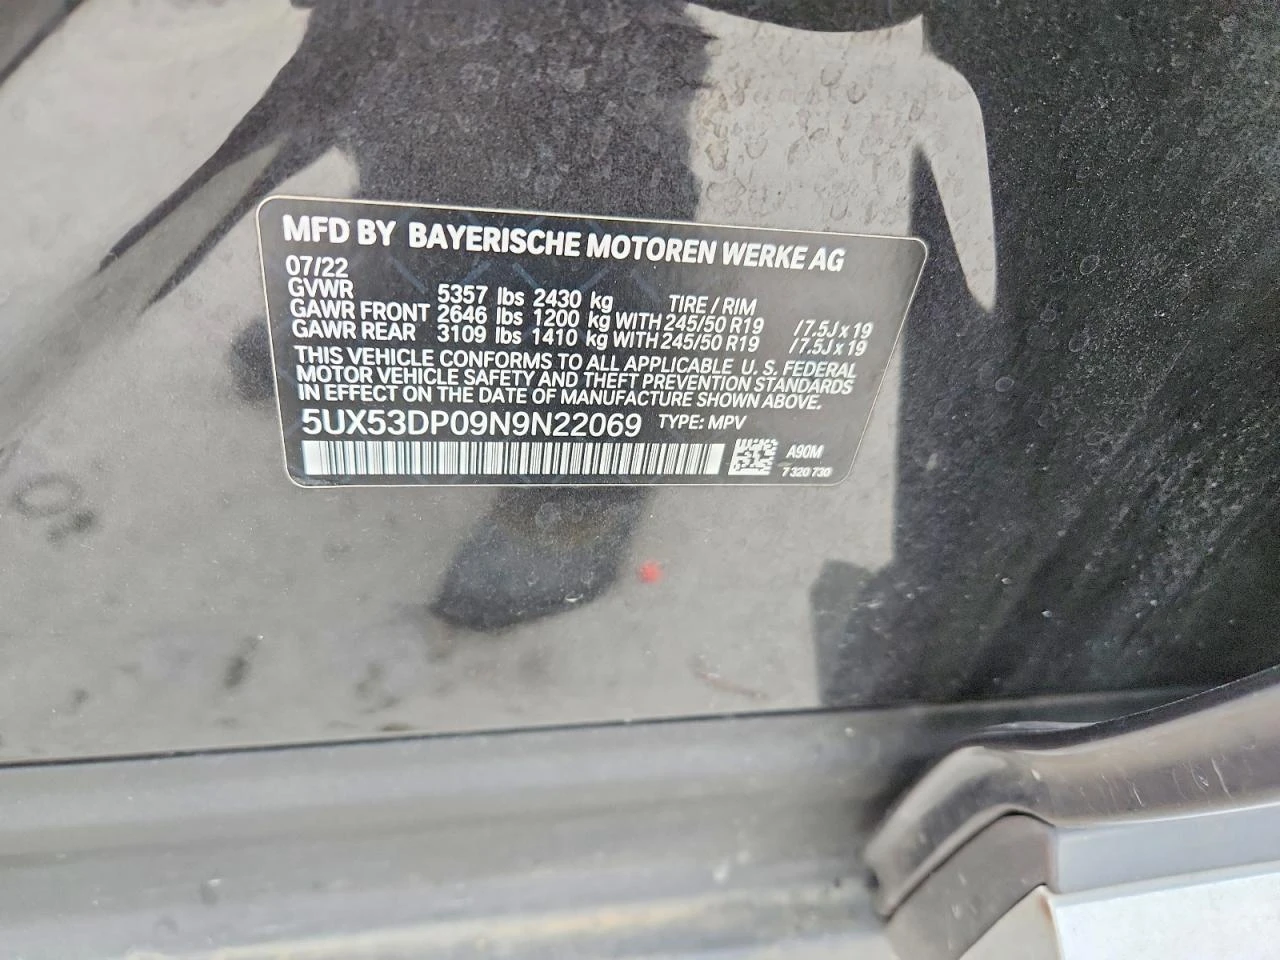 MFD BY BAYERISCHE MOTOREN WERKE AG
07/22
GVWR 5357 lbs 2430 kg TIRE / RIM
GAWR FRONT 2646 lbs 1200 kg WITH 245/50 R19 / 7.5J x 19
GAWR REAR 3109 lbs 1410 kg WITH 245/50 R19 / 7.5J x 19
THIS VEHICLE CONFORMS TO ALL APPLICABLE U. S. FEDERAL
MOTOR VEHICLE SAFETY AND THEFT PREVENTION STANDARDS
IN EFFECT ON THE DATE OF MANUFACTURE SHOWN ABOVE.
5UX53DP09N9N22069 TYPE: MPV
A90M
7 320 730